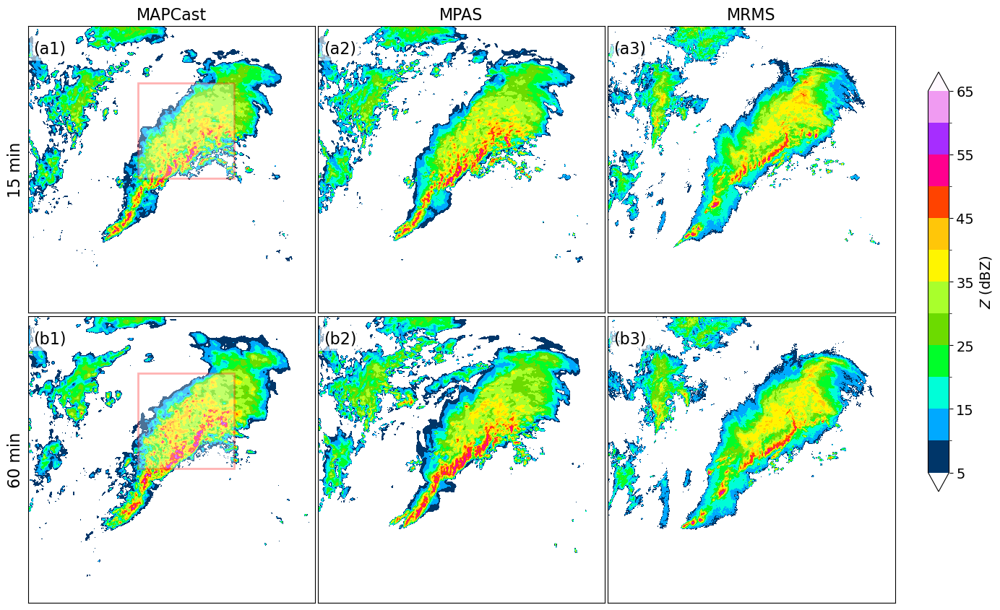 MAPCast
MPAS
MRMS
15 min
(a1)
(a2)
(a3)
60 min
(b1)
(b2)
(b3)
65
55
45
35
25
15
5
Z (dBZ)